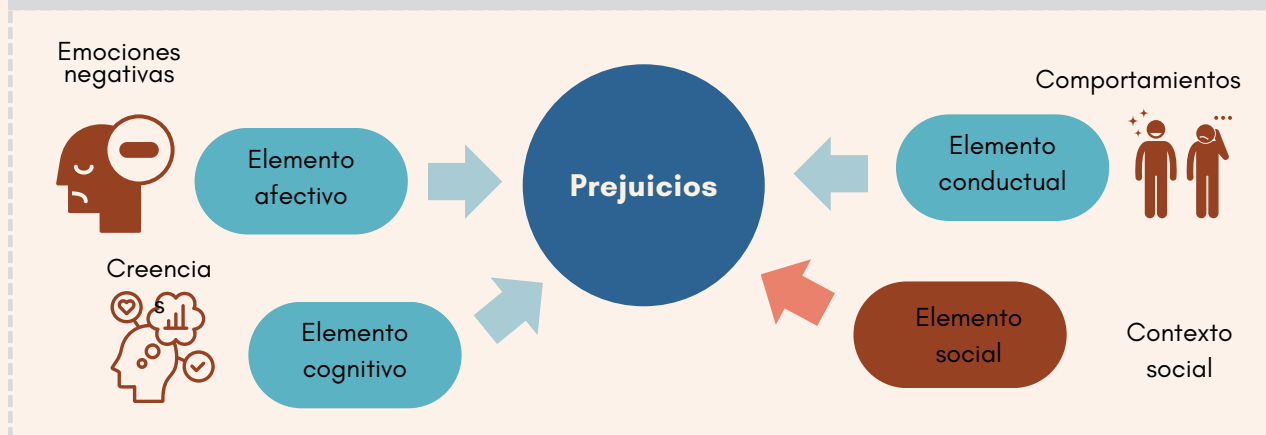 Emociones
negativas
Elemento
afectivo
Creencia
s
Elemento
cognitivo
Prejuicios
Comportamientos
Elemento
conductual
Elemento
social
Contexto
social